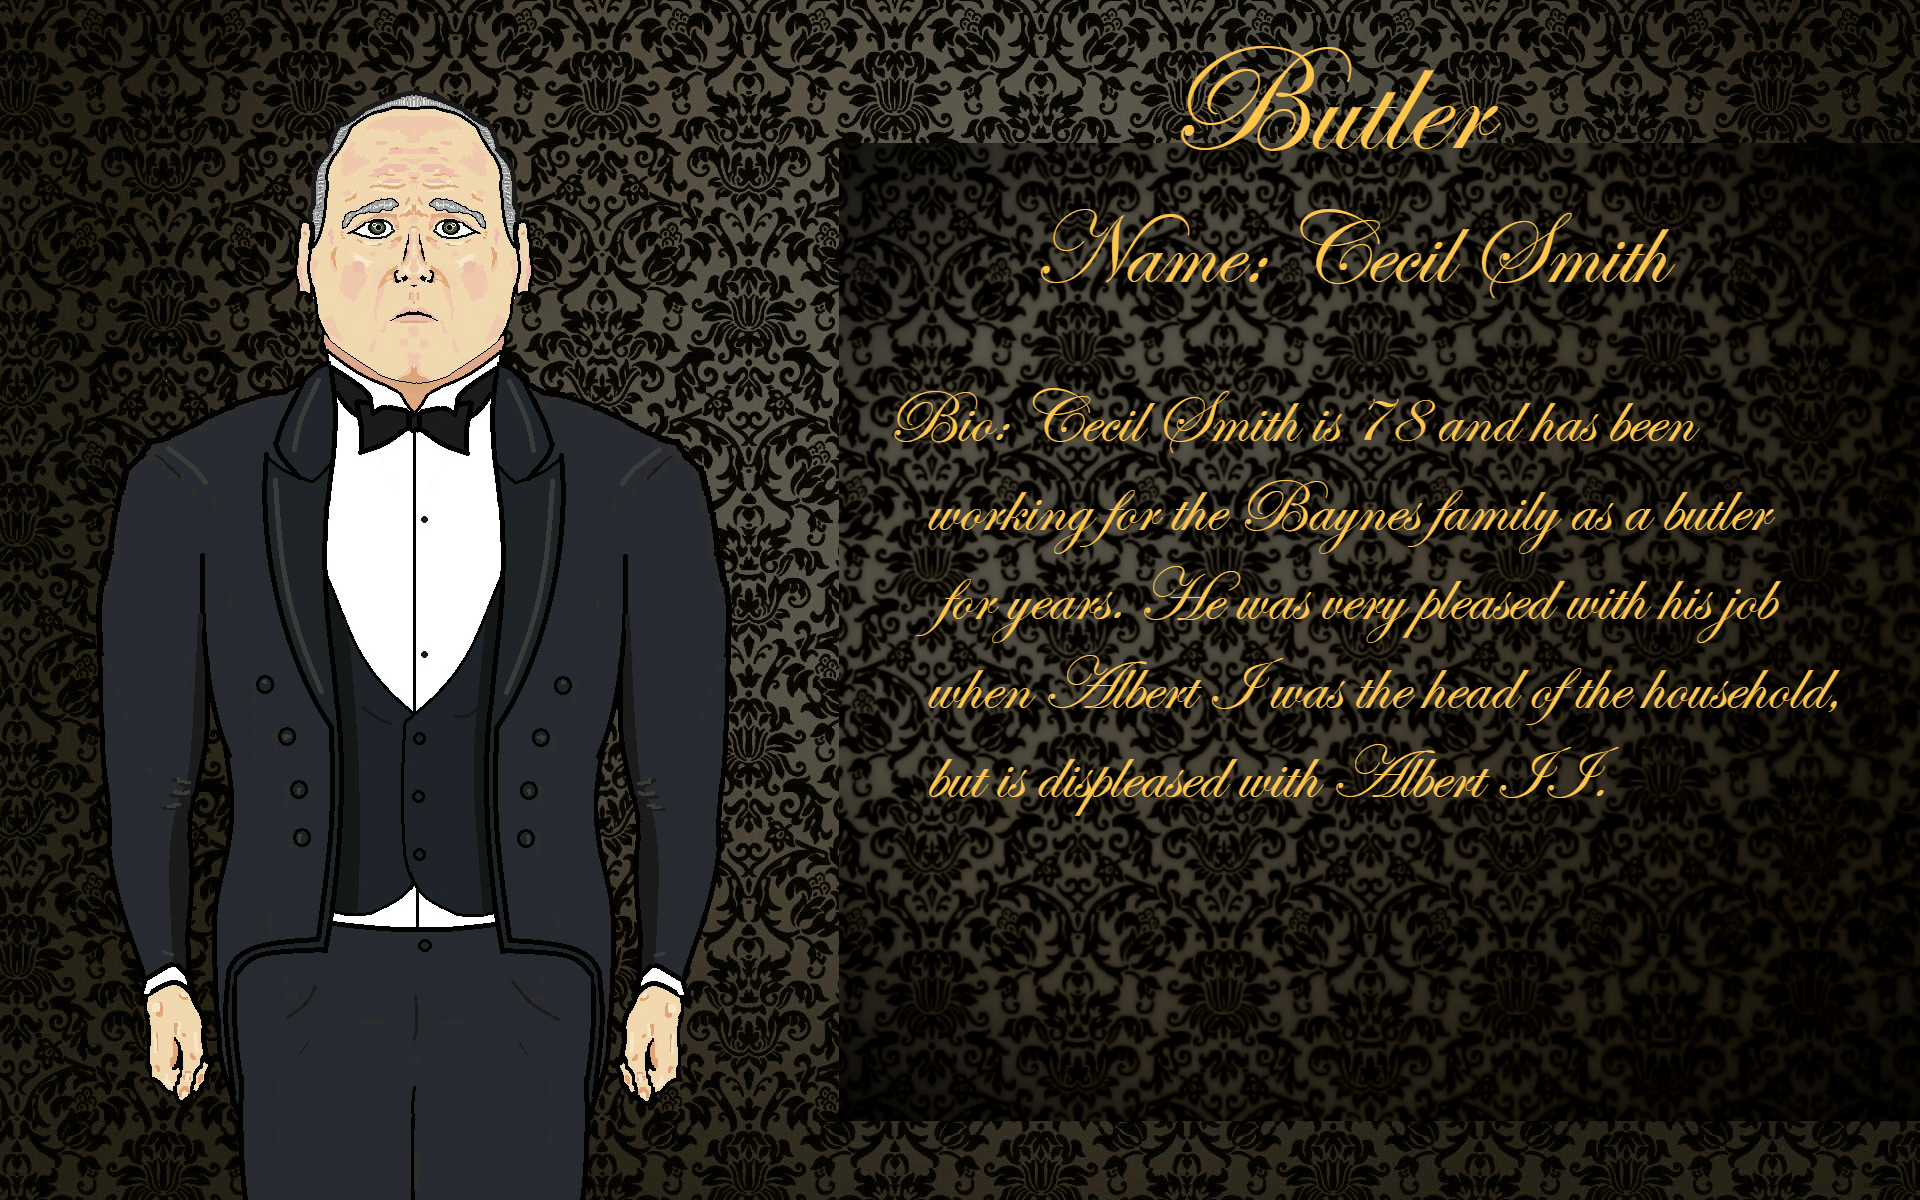 Butler
Name: Cecil Smith
Bio: Cecil Smith is 78 and has been
working for the Baynes family as a butler
for years. He was very pleased with his job
when Albert I was the head of the household,
but is displeased with Albert II.